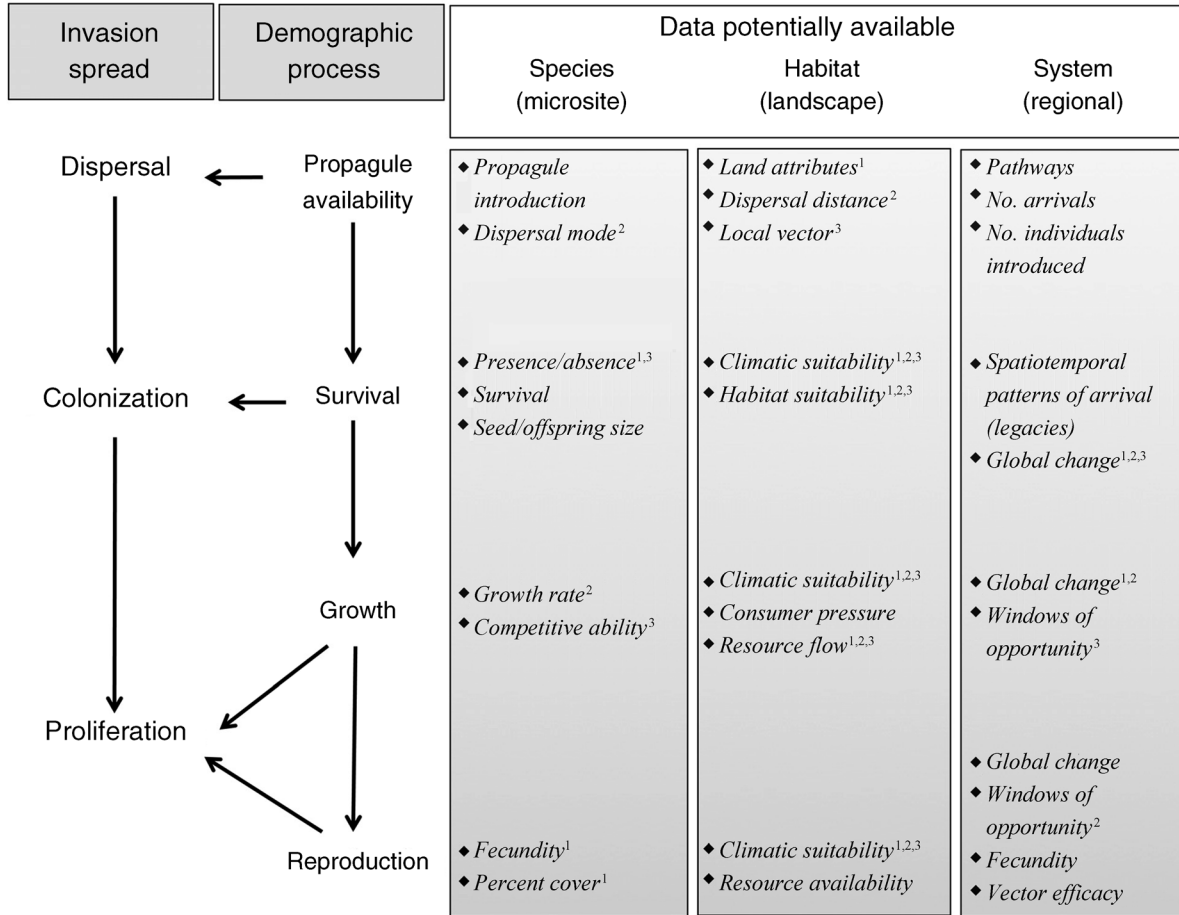 Invasion
spread
Demographic
process
Data potentially available
Species
(microsite)
Habitat
(landscape)
System
(regional)
Dispersal
Propagule
availability
◆ Propagule
introduction
◆ Dispersal mode²
◆ Land attributes¹
◆ Dispersal distance²
◆ Local vector³
◆ Pathways
◆ No. arrivals
◆ No. individuals
introduced
Colonization
Survival
◆ Presence/absence¹,³
◆ Survival
◆ Seed/offspring size
◆ Climatic suitability¹,²,³
◆ Habitat suitability¹,²,³
◆ Spatiotemporal
patterns of arrival
(legacies)
◆ Global change¹,²,³
Growth
◆ Growth rate²
◆ Competitive ability³
◆ Climatic suitability¹,²,³
◆ Consumer pressure
◆ Resource flow¹,²,³
◆ Global change¹,²
◆ Windows of
opportunity³
Proliferation
Reproduction
◆ Fecundity¹
◆ Percent cover¹
◆ Climatic suitability¹,²,³
◆ Resource availability
◆ Global change
◆ Windows of
opportunity²
◆ Fecundity
◆ Vector efficacy